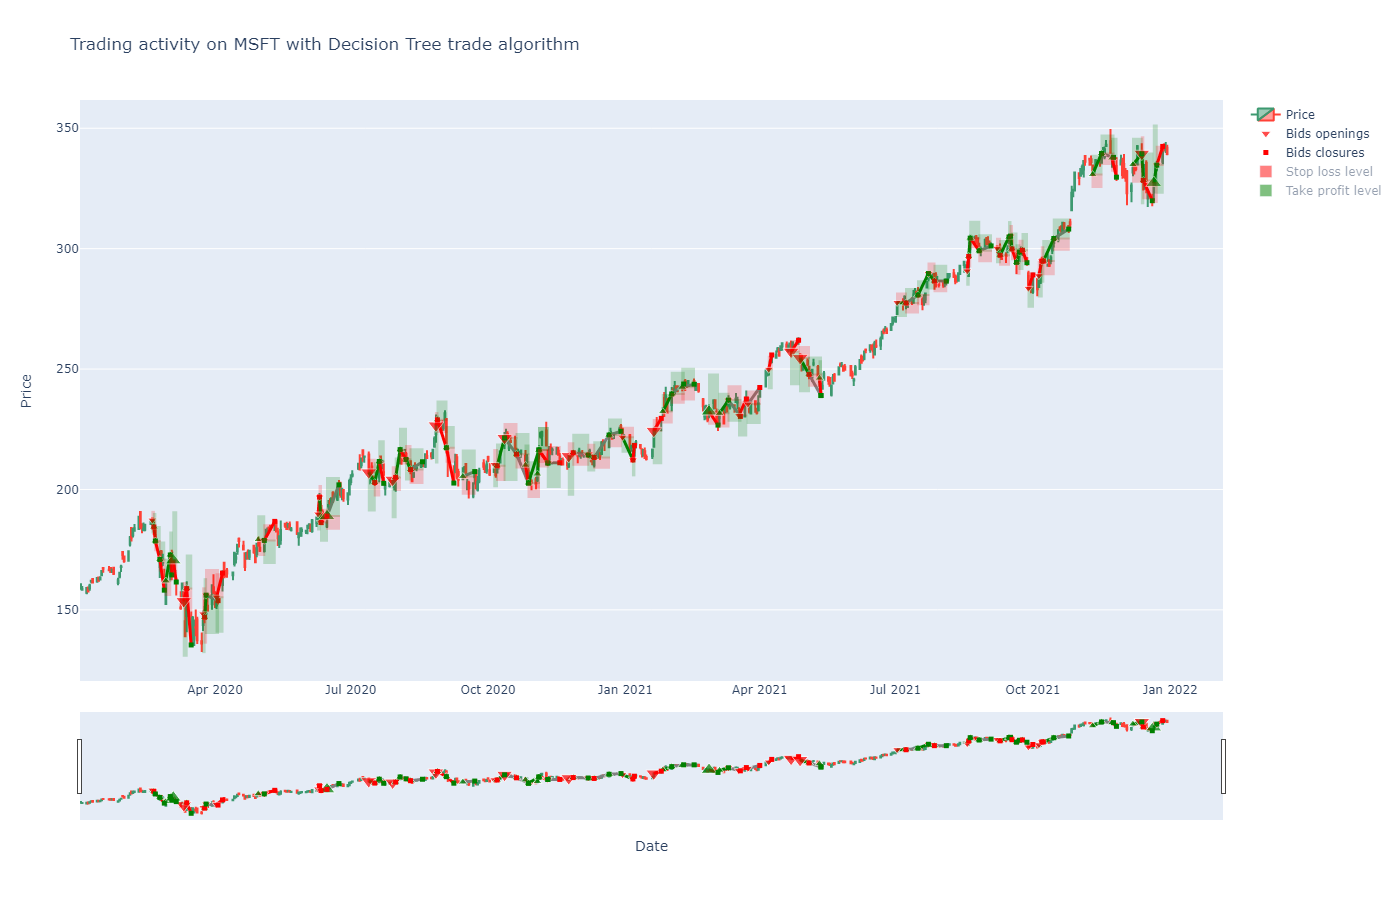 Trading activity on MSFT with Decision Tree trade algorithm
Price
Bids openings
Bids closures
Stop loss level
Take profit level
350
300
250
200
150
Price
Apr 2020
Jul 2020
Oct 2020
Jan 2021
Apr 2021
Jul 2021
Oct 2021
Jan 2022
Date